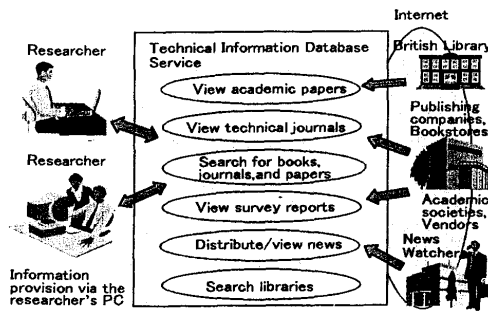 Internet
Researcher
Technical Information Database
Service
British Library
View academic papers
Publishing
companies,
Bookstores
View technical journals
Researcher
Search for books,
journals,and papers
Academic
societies,
Vendors
View survey reports
News
Watcher
Distribute/view news
Information
provision via the
researcher's PC
Search libraries